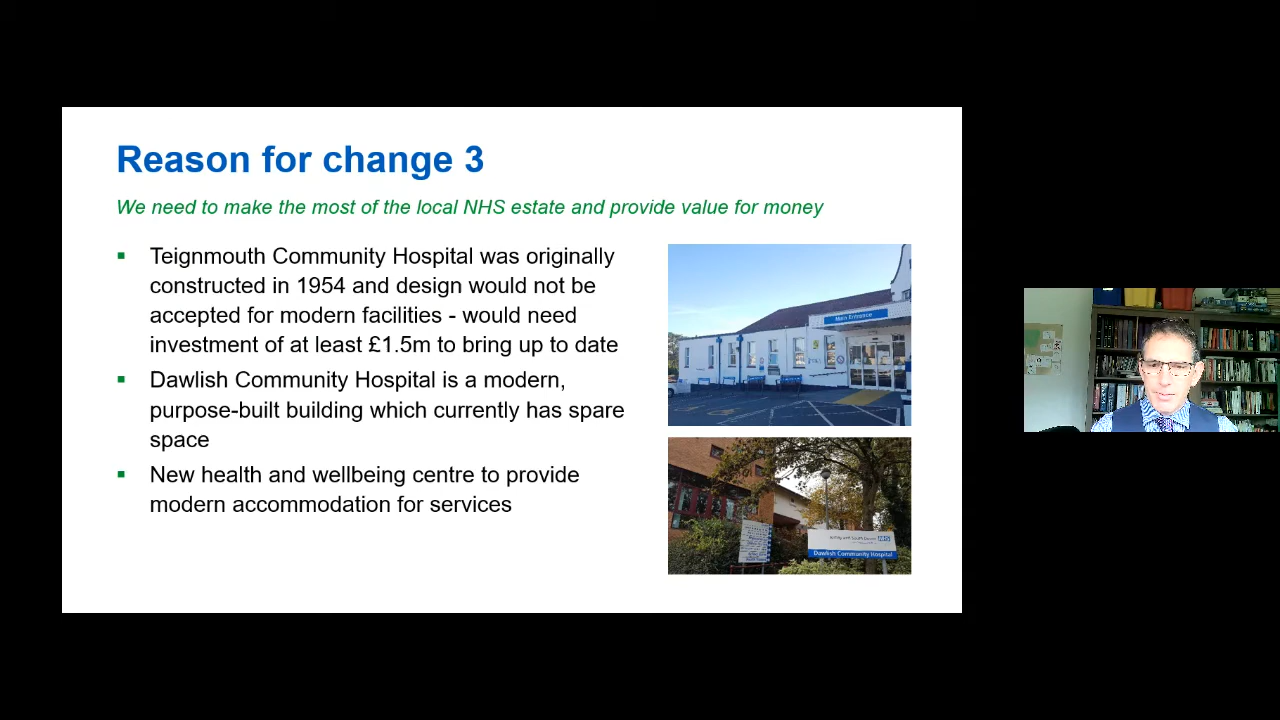 Reason for change 3
We need to make the most of the local NHS estate and provide value for money
▪ Teignmouth Community Hospital was originally
constructed in 1954 and design would not be
accepted for modern facilities - would need
investment of at least £1.5m to bring up to date
▪ Dawlish Community Hospital is a modern,
purpose-built building which currently has spare
space
▪ New health and wellbeing centre to provide
modern accommodation for services
Main Entrance
NHS
Dawlish Community Hospital